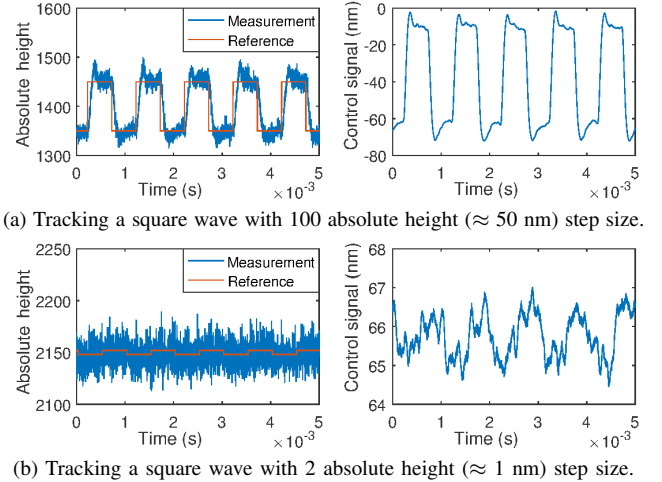 1600
1500
1400
1300
Absolute height
Measurement
Reference
0 1 2 3 4 5
Time (s)
×10⁻³
0
-20
-40
-60
-80
Control signal (nm)
0 1 2 3 4 5
Time (s)
×10⁻³
(a) Tracking a square wave with 100 absolute height (≈ 50 nm) step size.
2250
2200
2150
2100
Absolute height
Measurement
Reference
0 1 2 3 4 5
Time (s)
×10⁻³
68
67
66
65
64
Control signal (nm)
0 1 2 3 4 5
Time (s)
×10⁻³
(b) Tracking a square wave with 2 absolute height (≈ 1 nm) step size.